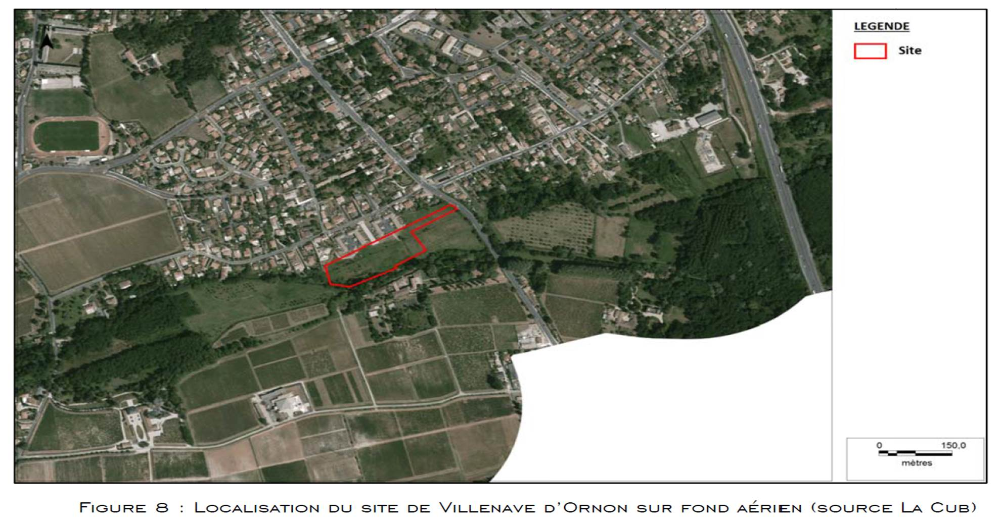 LEGENDE
Site
0 150,0
mètres
FIGURE 8 : LOCALISATION DU SITE DE VILLENAVE D'ORNON SUR FOND AÉRIEN (SOURCE LA CUB)